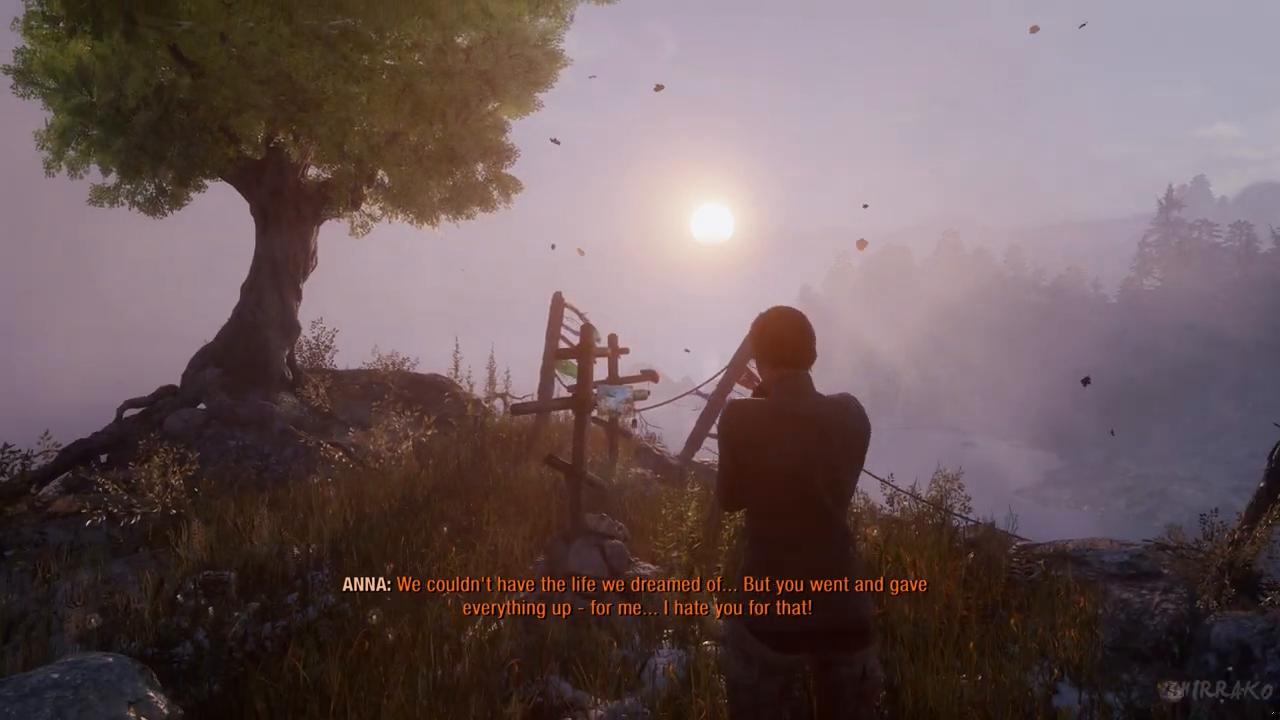 ANNA: We couldn't have the life we dreamed of... But you went and gave
everything up - for me... I hate you for that!
SHIRRAKO